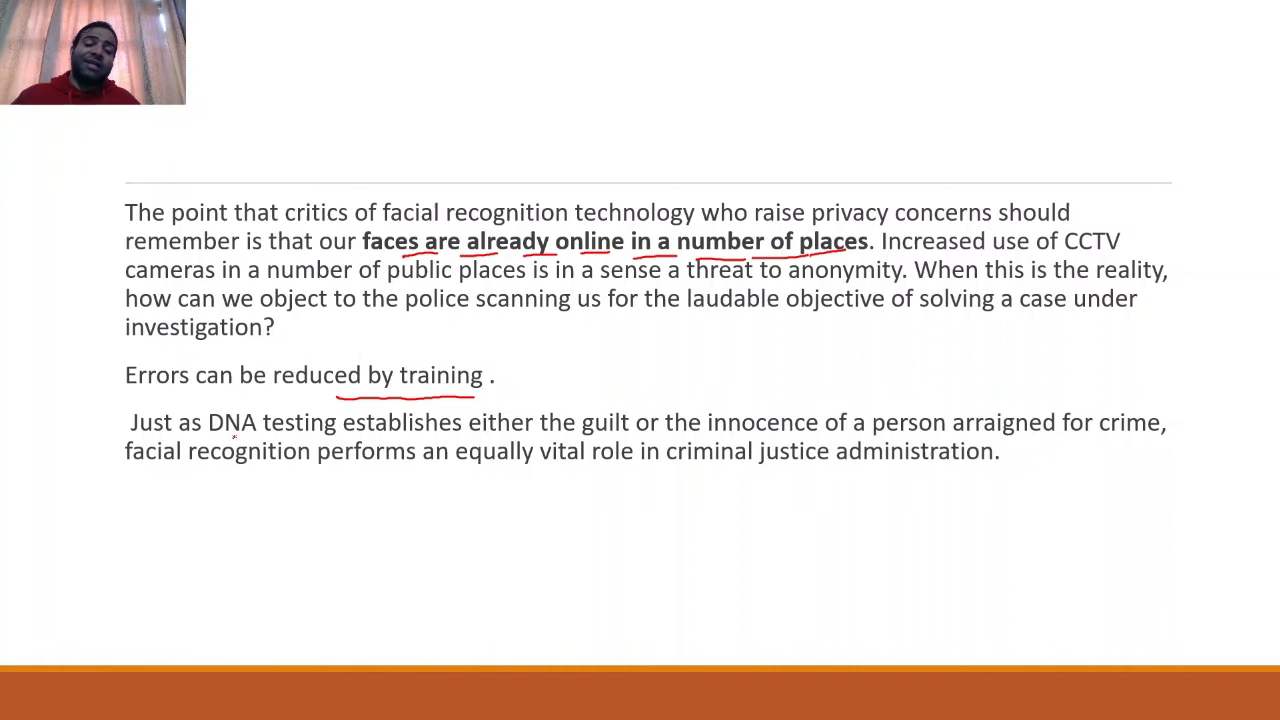 The point that critics of facial recognition technology who raise privacy concerns should
remember is that our faces are already online in a number of places. Increased use of CCTV
cameras in a number of public places is in a sense a threat to anonymity. When this is the reality,
how can we object to the police scanning us for the laudable objective of solving a case under
investigation?
Errors can be reduced by training .
Just as DNA testing establishes either the guilt or the innocence of a person arraigned for crime,
facial recognition performs an equally vital role in criminal justice administration.